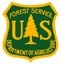 FOREST SERVICE
U S
DEPARTMENT OF AGRICULTURE